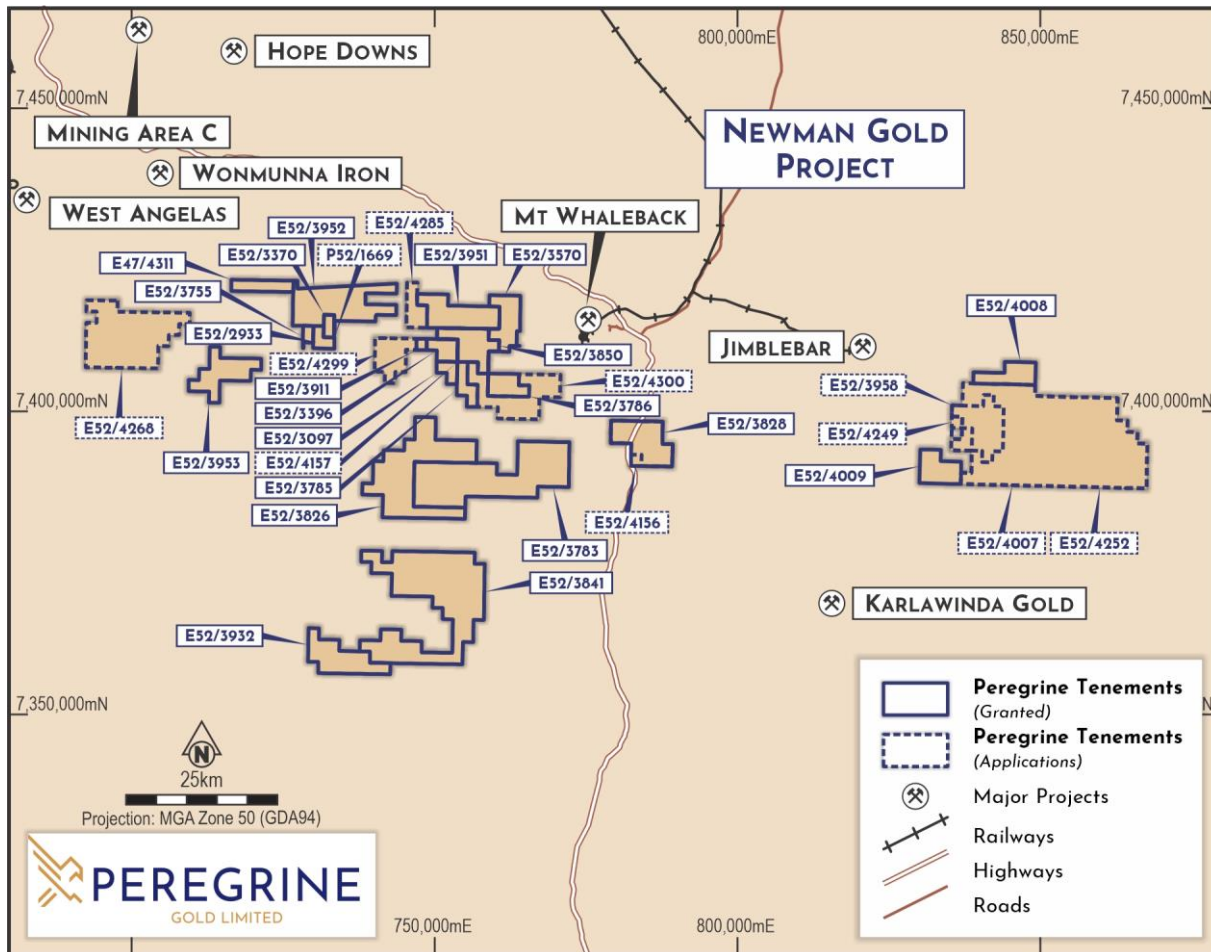 800,000mE
850,000mE
HOPE DOWNS
7,450,000mN
7,450,000mN
MINING AREA C
NEWMAN GOLD
PROJECT
WONMUNNA IRON
WEST ANGELAS
MT WHALEBACK
E52/3952
E52/4285
E52/3370
P52/1669
E52/3951
E52/3570
E47/4311
E52/3755
E52/2933
E52/4008
E52/3850
JIMBLEBAR
E52/4299
E52/3911
E52/4300
E52/3958
E52/3396
E52/3786
7,400,000mN
7,400,000mN
E52/4268
E52/3097
E52/3828
E52/4249
E52/3953
E52/4157
E52/3785
E52/4009
E52/3826
E52/4156
E52/4007
E52/4252
E52/3783
E52/3841
KARLAWINDA GOLD
E52/3932
Peregrine Tenements
(Granted)
7,350,000mN
Peregrine Tenements
(Applications)
N
25km
Major Projects
Projection: MGA Zone 50 (GDA94)
Railways
Highways
Roads
PEREGRINE
GOLD LIMITED
750,000mE
800,000mE